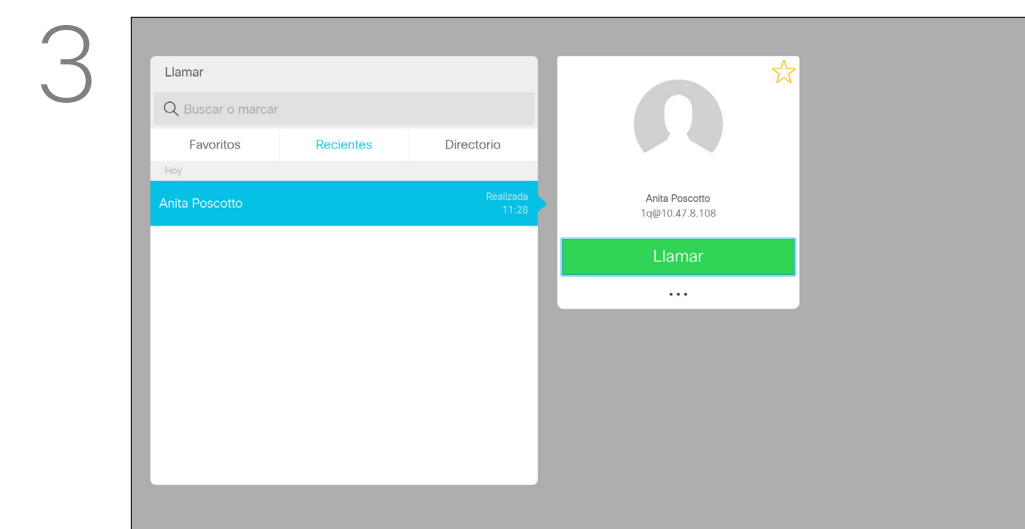 3
Llamar
Buscar o marcar
Favoritos Recientes Directorio
Hoy
Anita Poscotto Realizada
11:28
Anita Poscotto
1q@10.47.8.108
Llamar
...